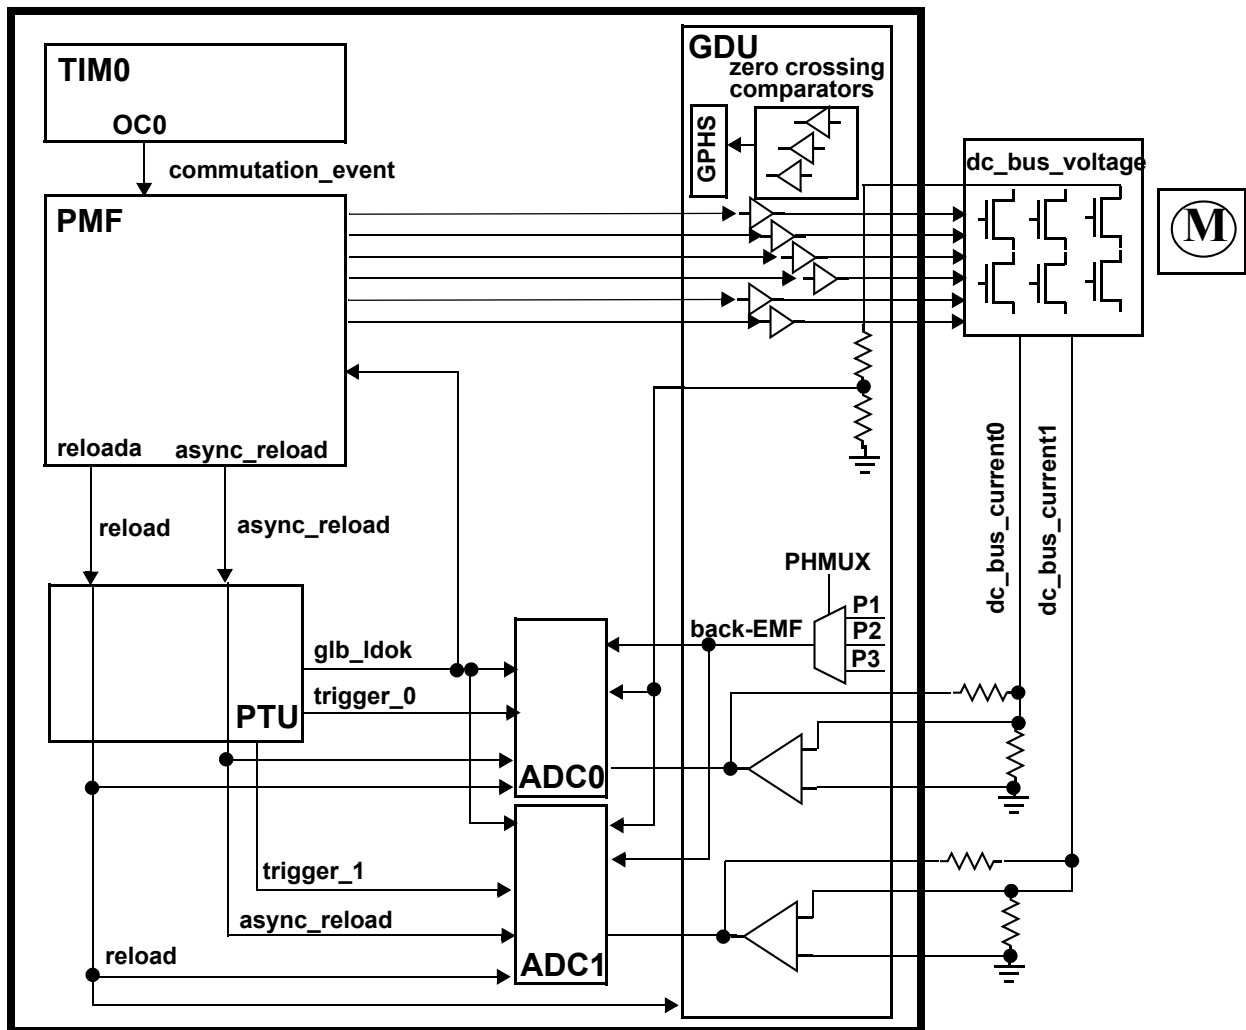 TIM0
OC0
commutation_event
PMF
reloada
async_reload
reload
async_reload
glb_ldok
trigger_0
PTU
ADC0
trigger_1
async_reload
reload
ADC1
GDU
zero crossing
comparators
GPHS
dc_bus_voltage
M
dc_bus_current0
dc_bus_current1
PHMUX
P1
back-EMF
P2
P3